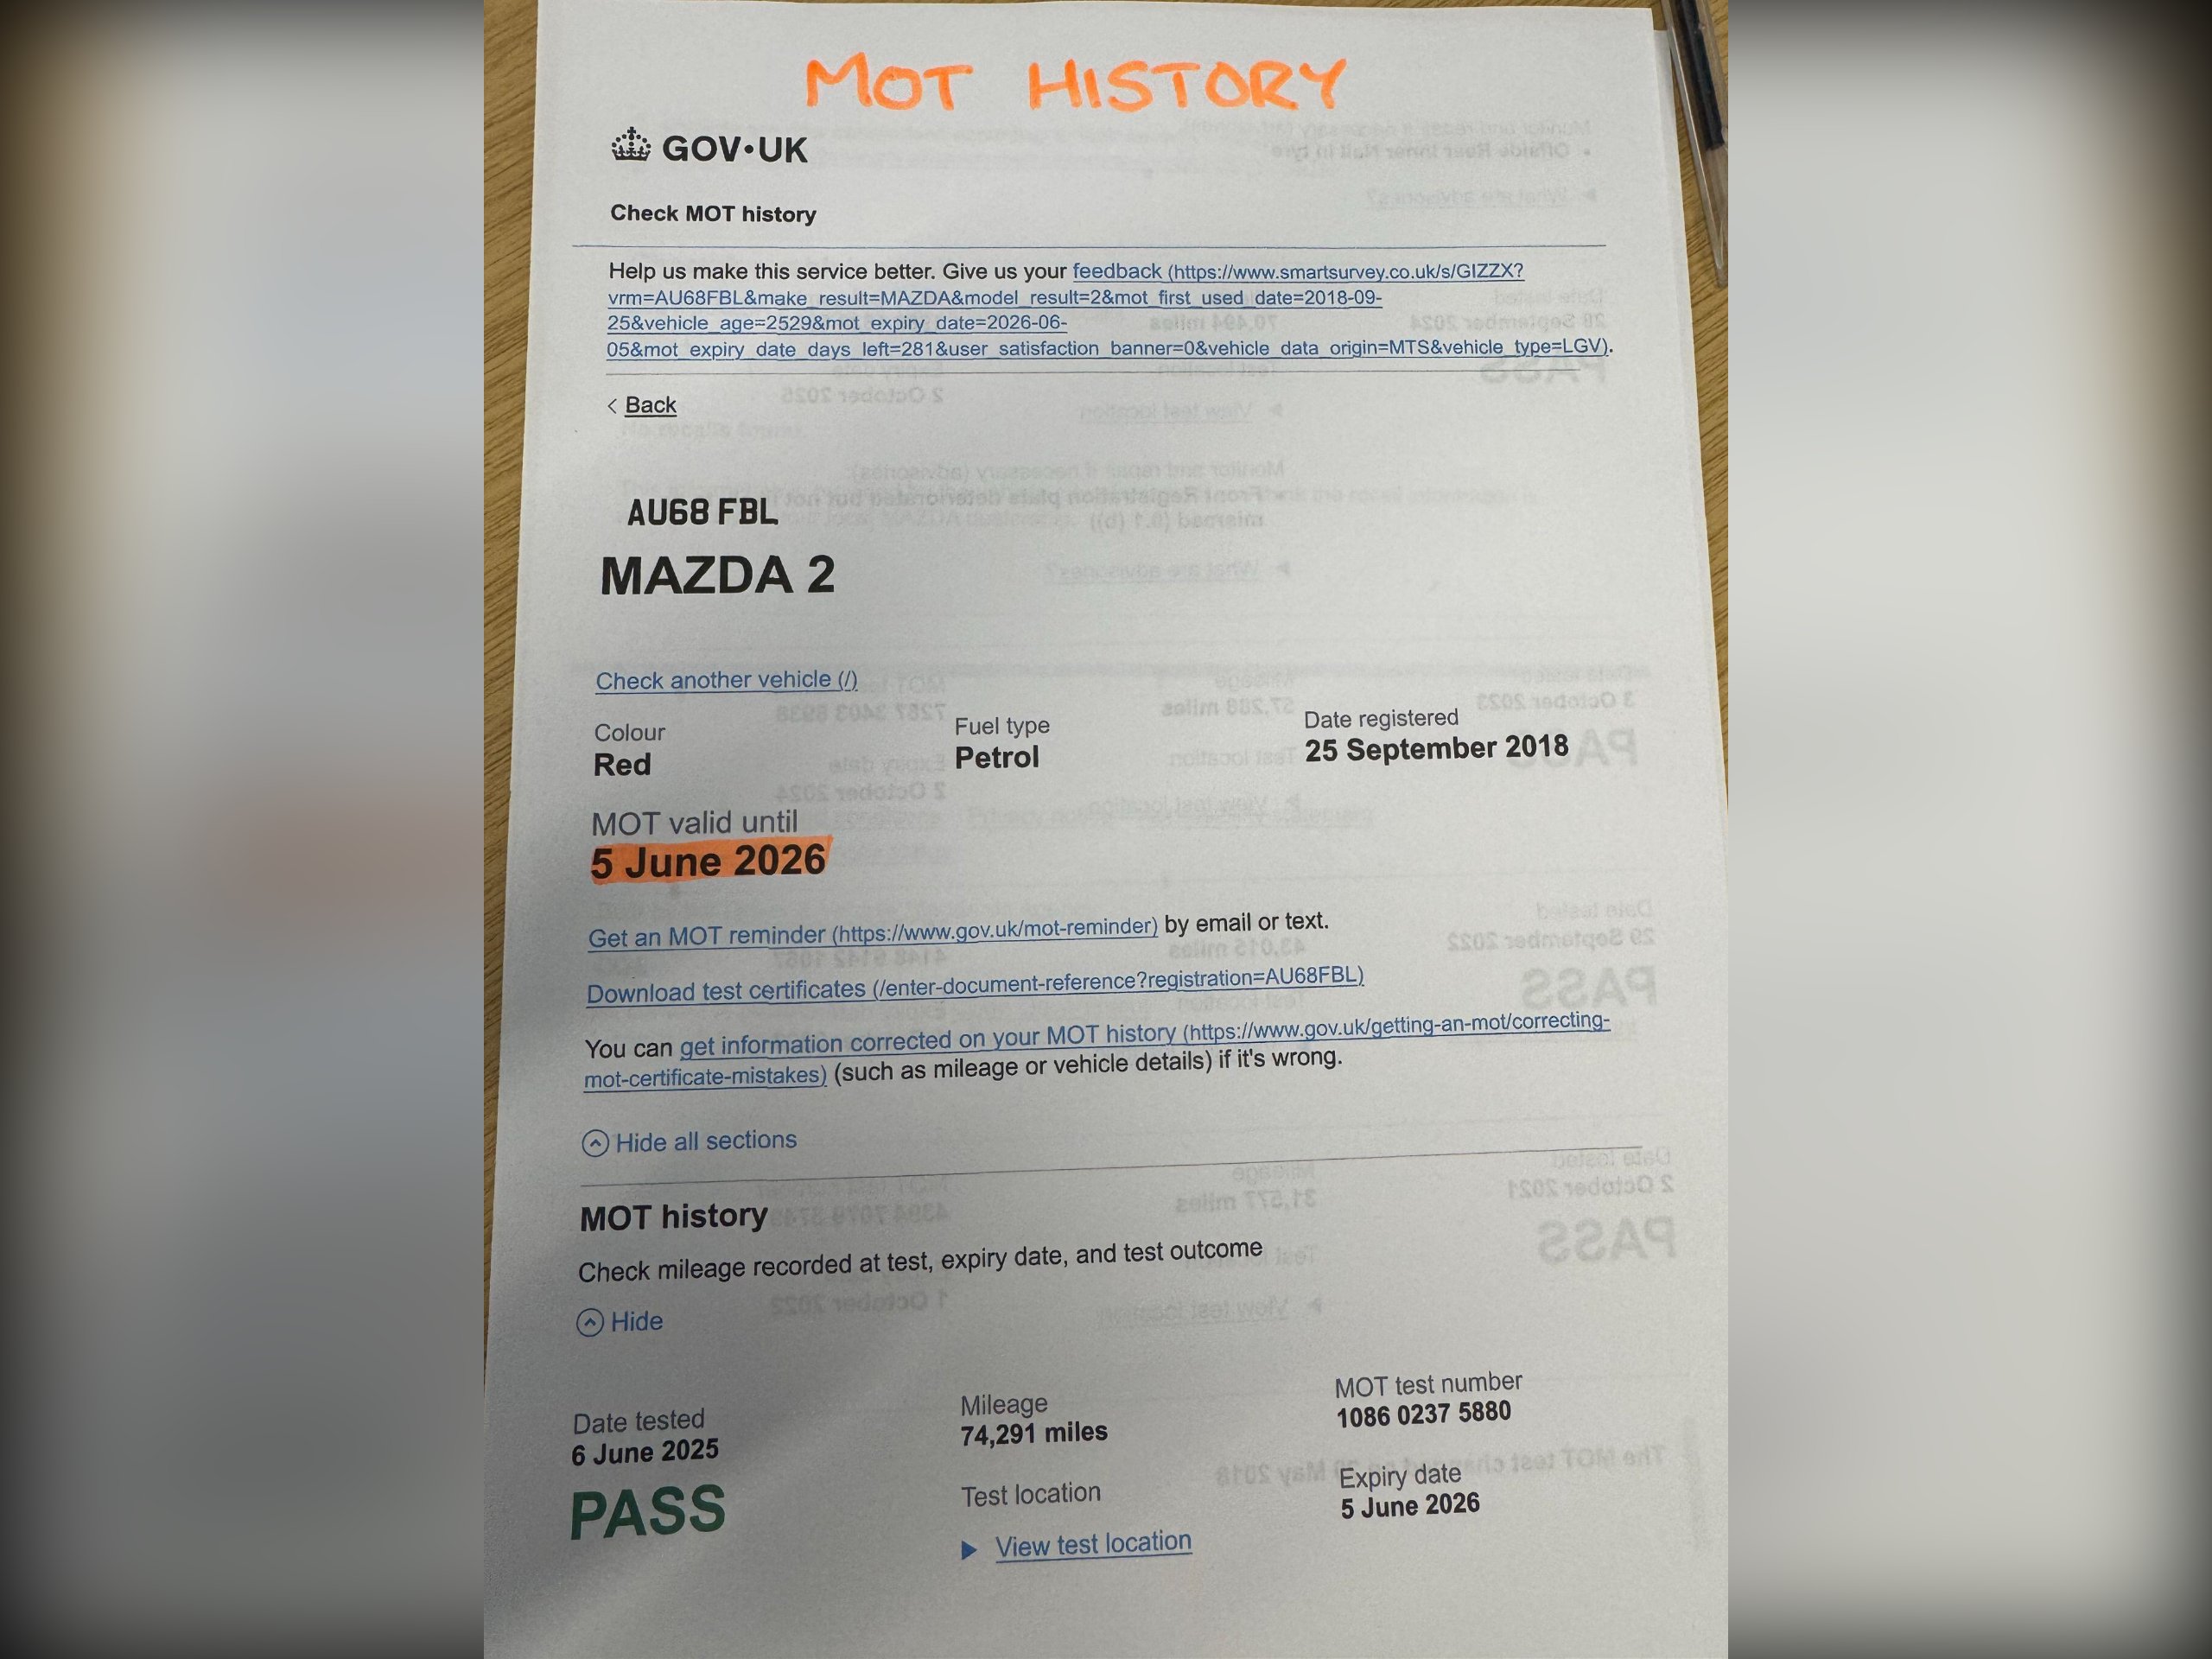 MOT HISTORY
GOV•UK
Check MOT history
Help us make this service better. Give us your feedback (https://www.smartsurvey.co.uk/s/GIZZX?
vrm=AU68FBL&make_result=MAZDA&model_result=2&mot_first_used_date=2018-09-
25&vehicle_age=2529&mot_expiry_date=2026-06-
05&mot_expiry_date_days_left=281&user_satisfaction_banner=0&vehicle_data_origin=MTS&vehicle_type=LGV).
< Back
AU68 FBL
MAZDA 2
Check another vehicle (/)
Colour Fuel type Date registered
Red Petrol 25 September 2018
MOT valid until
5 June 2026
Get an MOT reminder (https://www.gov.uk/mot-reminder) by email or text.
Download test certificates (/enter-document-reference?registration=AU68FBL)
You can get information corrected on your MOT history (https://www.gov.uk/getting-an-mot/correcting-
mot-certificate-mistakes) (such as mileage or vehicle details) if it's wrong.
Hide all sections
MOT history
Check mileage recorded at test, expiry date, and test outcome
Hide
Date tested Mileage MOT test number
6 June 2025 74,291 miles 1086 0237 5880
PASS Test location Expiry date
5 June 2026
View test location